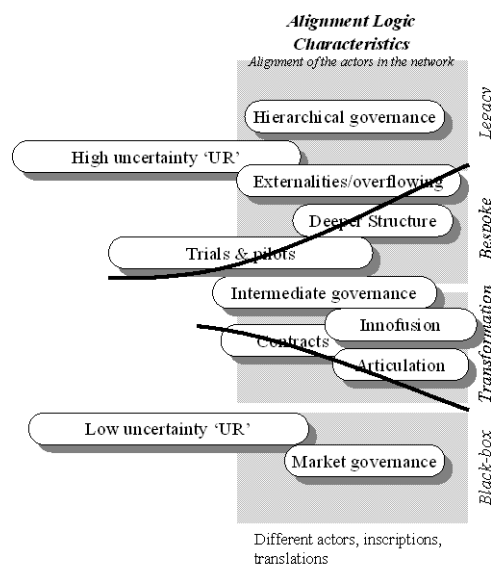 Alignment Logic
Characteristics
Alignment of the actors in the network
Legacy
Hierarchical governance
High uncertainty ‘UR’
Externalities/overflowing
Bespoke
Deeper Structure
Trials & pilots
Intermediate governance
Transformation
Innofusion
Contracts
Articulation
Low uncertainty ‘UR’
Black-box
Market governance
Different actors, inscriptions,
translations